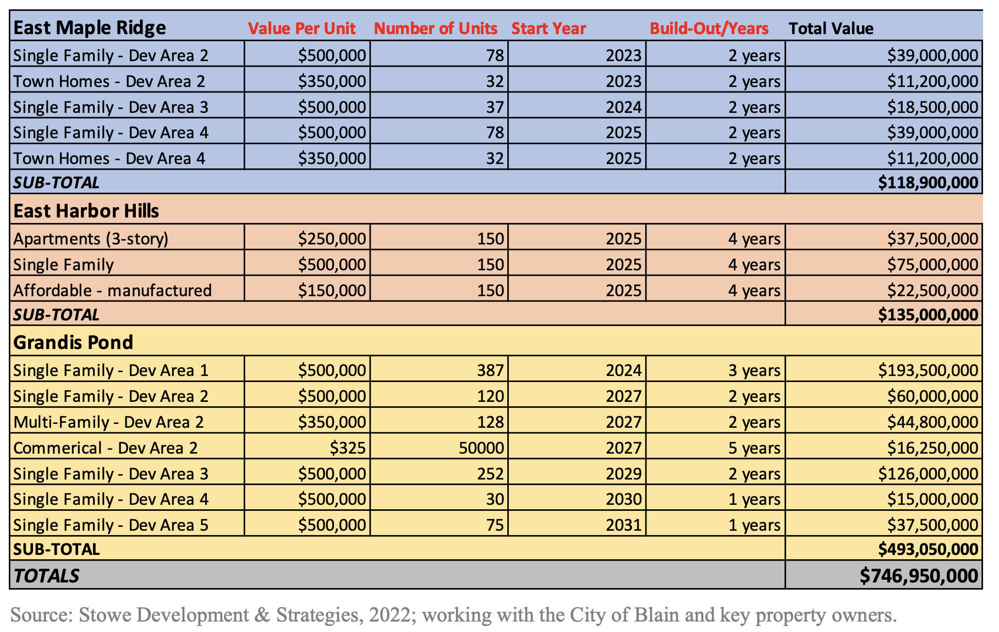 East Maple Ridge Value Per Unit Number of Units Start Year Build-Out/Years Total Value
Single Family - Dev Area 2 $500,000 78 2023 2 years $39,000,000
Town Homes - Dev Area 2 $350,000 32 2023 2 years $11,200,000
Single Family - Dev Area 3 $500,000 37 2024 2 years $18,500,000
Single Family - Dev Area 4 $500,000 78 2025 2 years $39,000,000
Town Homes - Dev Area 4 $350,000 32 2025 2 years $11,200,000
SUB-TOTAL $118,900,000
East Harbor Hills
Apartments (3-story) $250,000 150 2025 4 years $37,500,000
Single Family $500,000 150 2025 4 years $75,000,000
Affordable - manufactured $150,000 150 2025 4 years $22,500,000
SUB-TOTAL $135,000,000
Grandis Pond
Single Family - Dev Area 1 $500,000 387 2024 3 years $193,500,000
Single Family - Dev Area 2 $500,000 120 2027 2 years $60,000,000
Multi-Family - Dev Area 2 $350,000 128 2027 2 years $44,800,000
Commerical - Dev Area 2 $325 50000 2027 5 years $16,250,000
Single Family - Dev Area 3 $500,000 252 2029 2 years $126,000,000
Single Family - Dev Area 4 $500,000 30 2030 1 years $15,000,000
Single Family - Dev Area 5 $500,000 75 2031 1 years $37,500,000
SUB-TOTAL $493,050,000
TOTALS $746,950,000
Source: Stowe Development & Strategies, 2022; working with the City of Blain and key property owners.